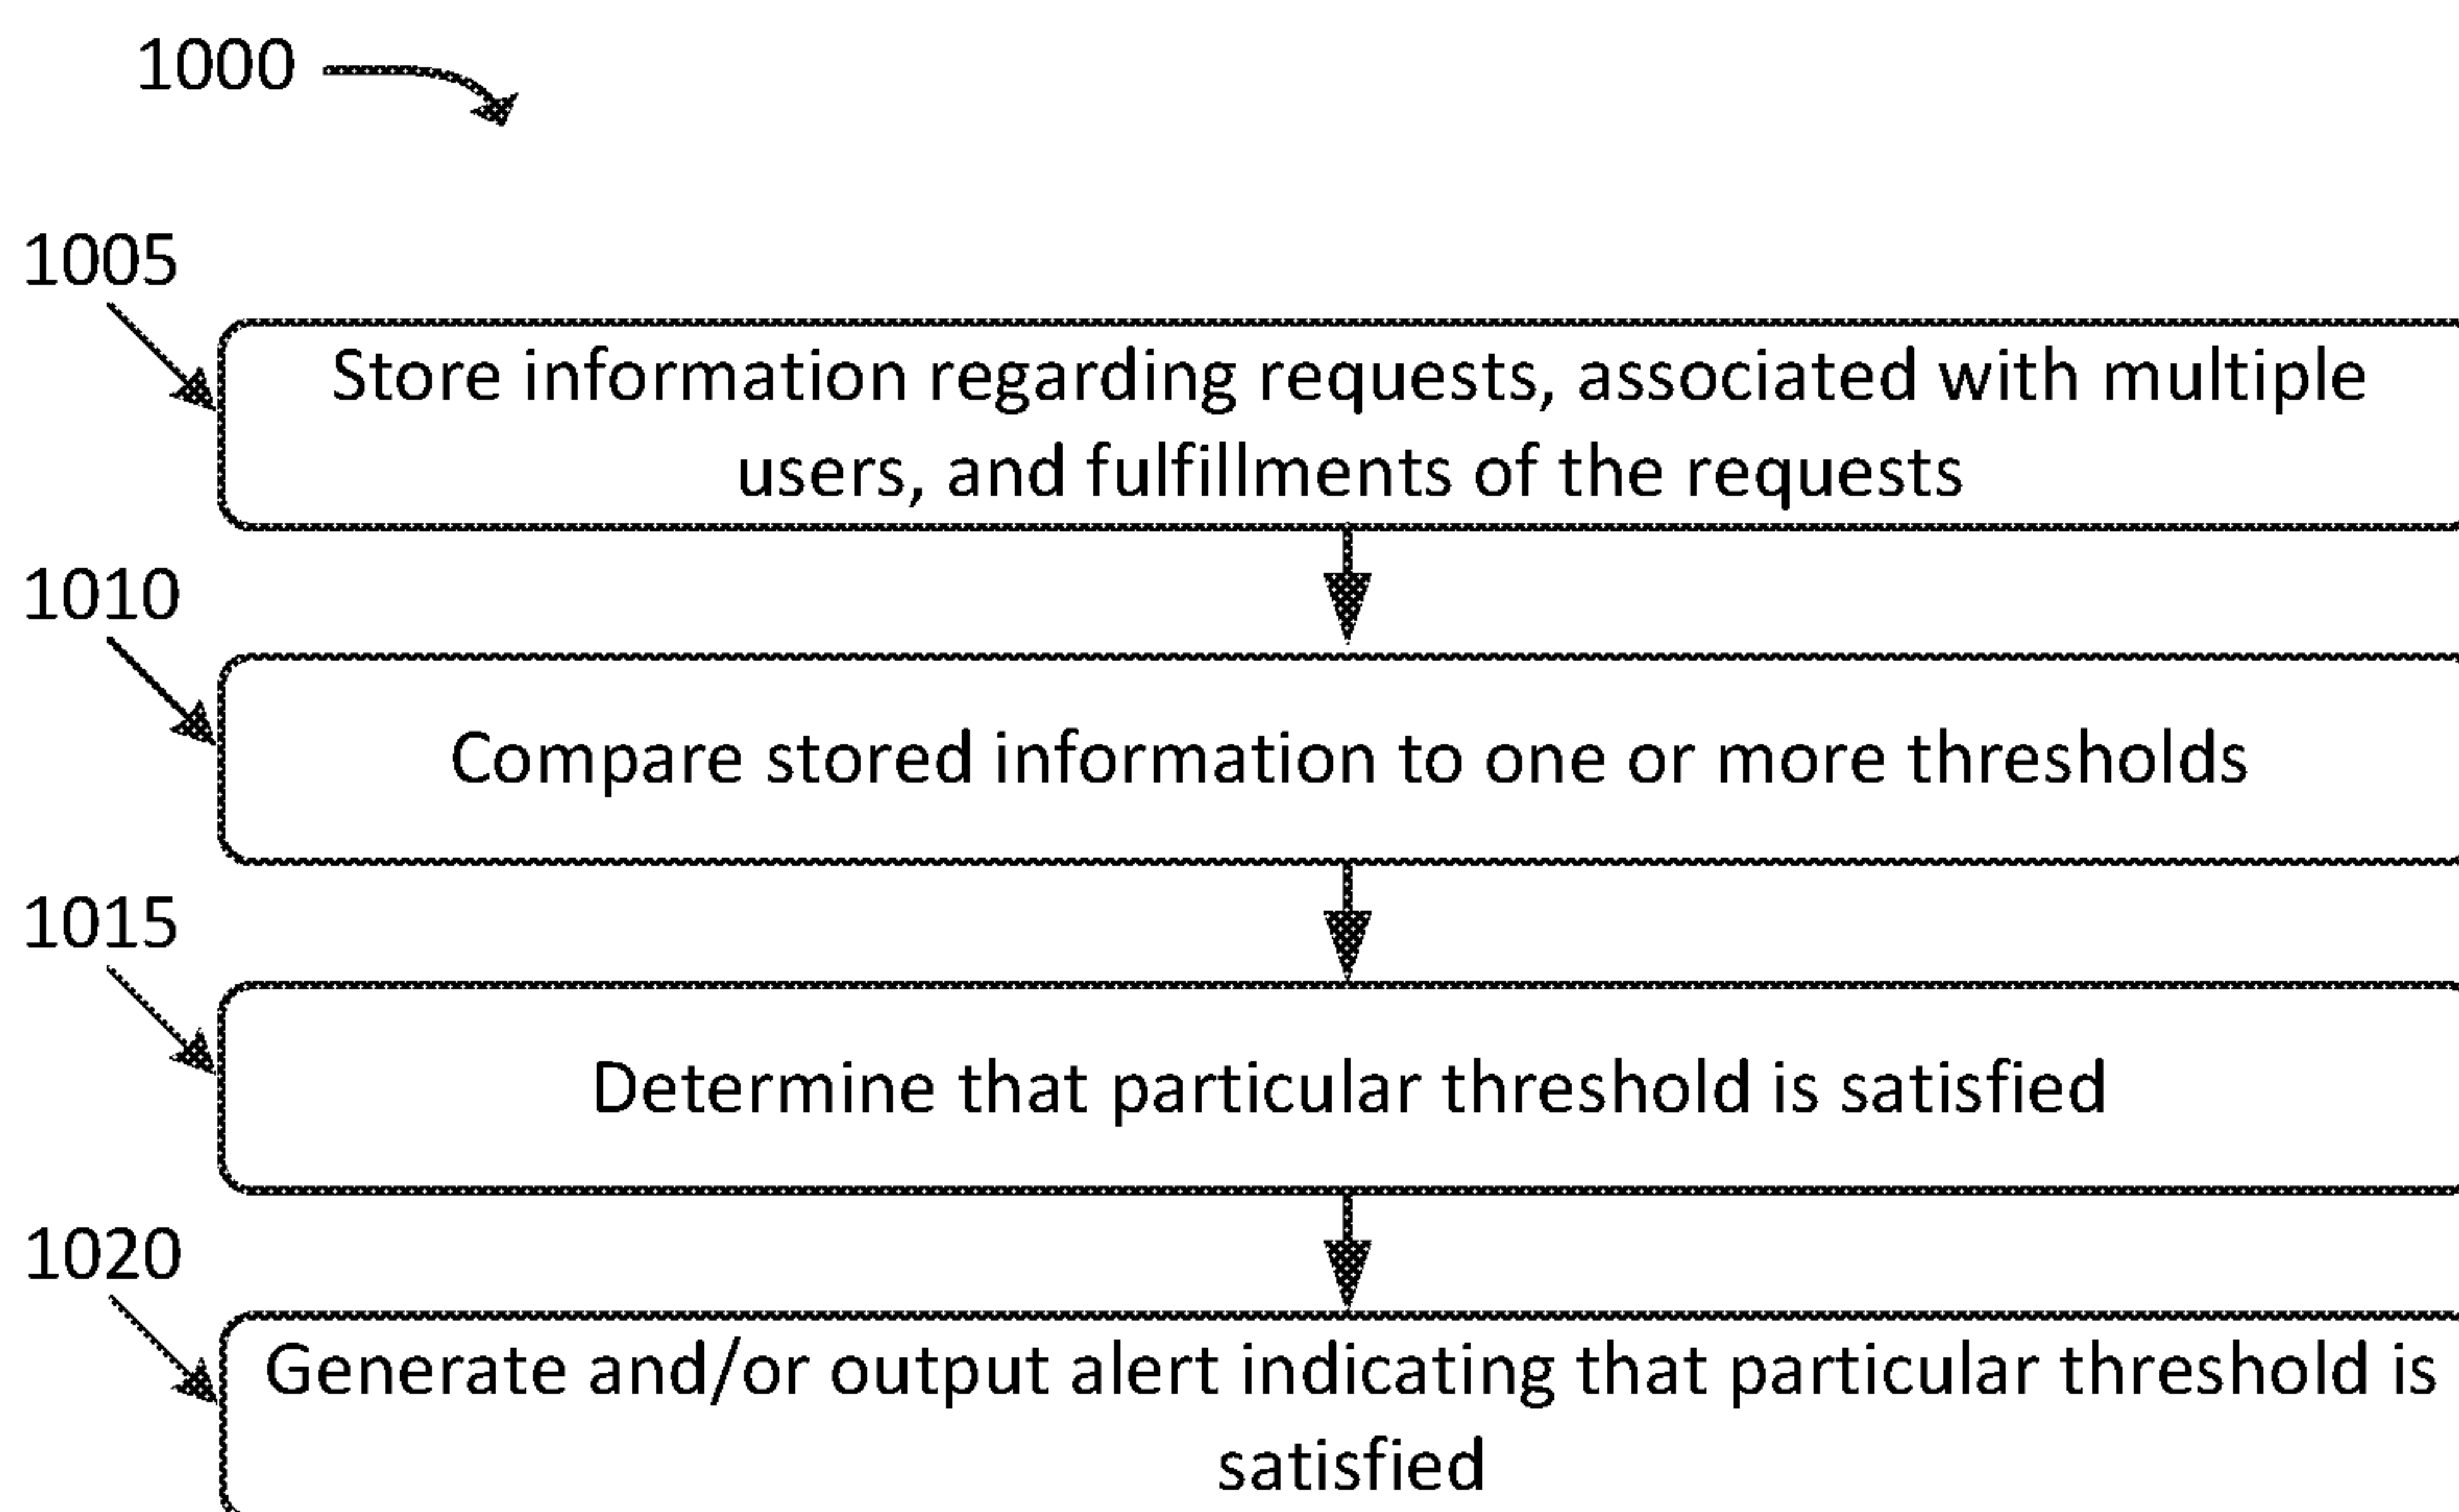 1000
1005
Store information regarding requests, associated with multiple
users, and fulfillments of the requests
1010
Compare stored information to one or more thresholds
1015
Determine that particular threshold is satisfied
1020
Generate and/or output alert indicating that particular threshold is
satisfied